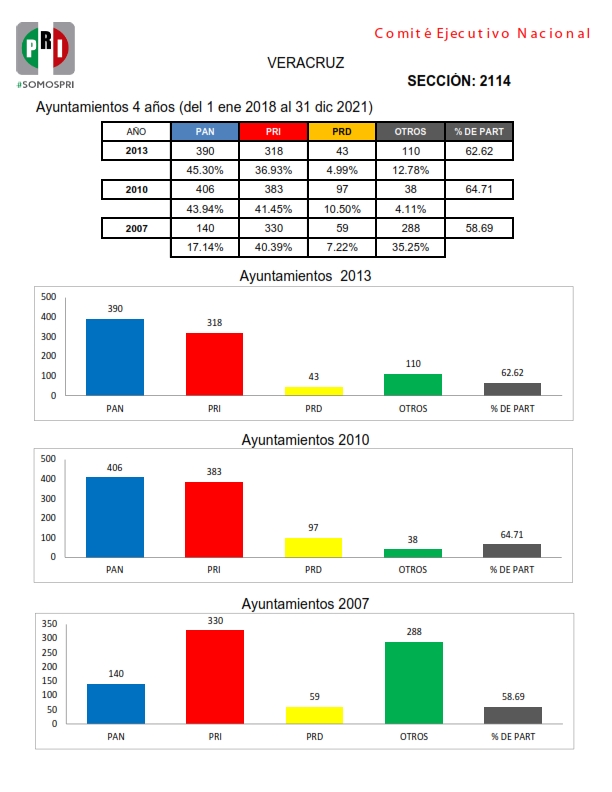 Comité Ejecutivo Nacional
PRI
#SOMOSPRI
VERACRUZ
SECCIÓN: 2114
Ayuntamientos 4 años (del 1 ene 2018 al 31 dic 2021)
AÑO PAN PRI PRD OTROS % DE PART
2013 390 318 43 110 62.62
45.30% 36.93% 4.99% 12.78%
2010 406 383 97 38 64.71
43.94% 41.45% 10.50% 4.11%
2007 140 330 59 288 58.69
17.14% 40.39% 7.22% 35.25%
Ayuntamientos 2013
500
400
300
200
100
0
390 318 43 110 62.62
PAN PRI PRD OTROS % DE PART
Ayuntamientos 2010
500
400
300
200
100
0
406 383 97 38 64.71
PAN PRI PRD OTROS % DE PART
Ayuntamientos 2007
350
300
250
200
150
100
50
0
140 330 59 288 58.69
PAN PRI PRD OTROS % DE PART